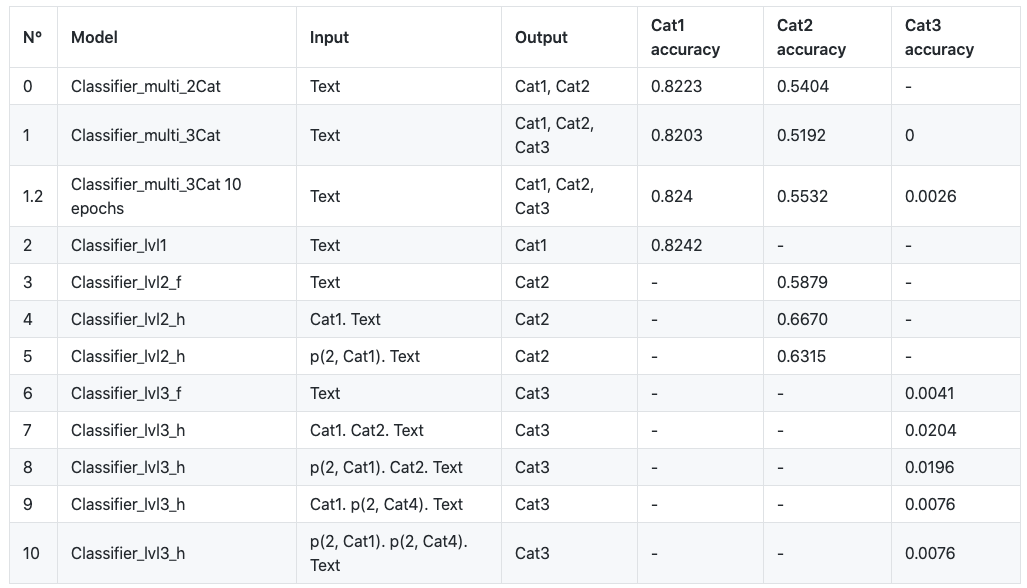 Nº Model Input Output Cat1 accuracy Cat2 accuracy Cat3 accuracy
0 Classifier_multi_2Cat Text Cat1, Cat2 0.8223 0.5404 -
1 Classifier_multi_3Cat Text Cat1, Cat2, Cat3 0.8203 0.5192 0
1.2 Classifier_multi_3Cat 10 epochs Text Cat1, Cat2, Cat3 0.824 0.5532 0.0026
2 Classifier_lvl1 Text Cat1 0.8242 - -
3 Classifier_lvl2_f Text Cat2 - 0.5879 -
4 Classifier_lvl2_h Cat1. Text Cat2 - 0.6670 -
5 Classifier_lvl2_h p(2, Cat1). Text Cat2 - 0.6315 -
6 Classifier_lvl3_f Text Cat3 - - 0.0041
7 Classifier_lvl3_h Cat1. Cat2. Text Cat3 - - 0.0204
8 Classifier_lvl3_h p(2, Cat1). Cat2. Text Cat3 - - 0.0196
9 Classifier_lvl3_h Cat1. p(2, Cat4). Text Cat3 - - 0.0076
10 Classifier_lvl3_h p(2, Cat1). p(2, Cat4). Text Cat3 - - 0.0076